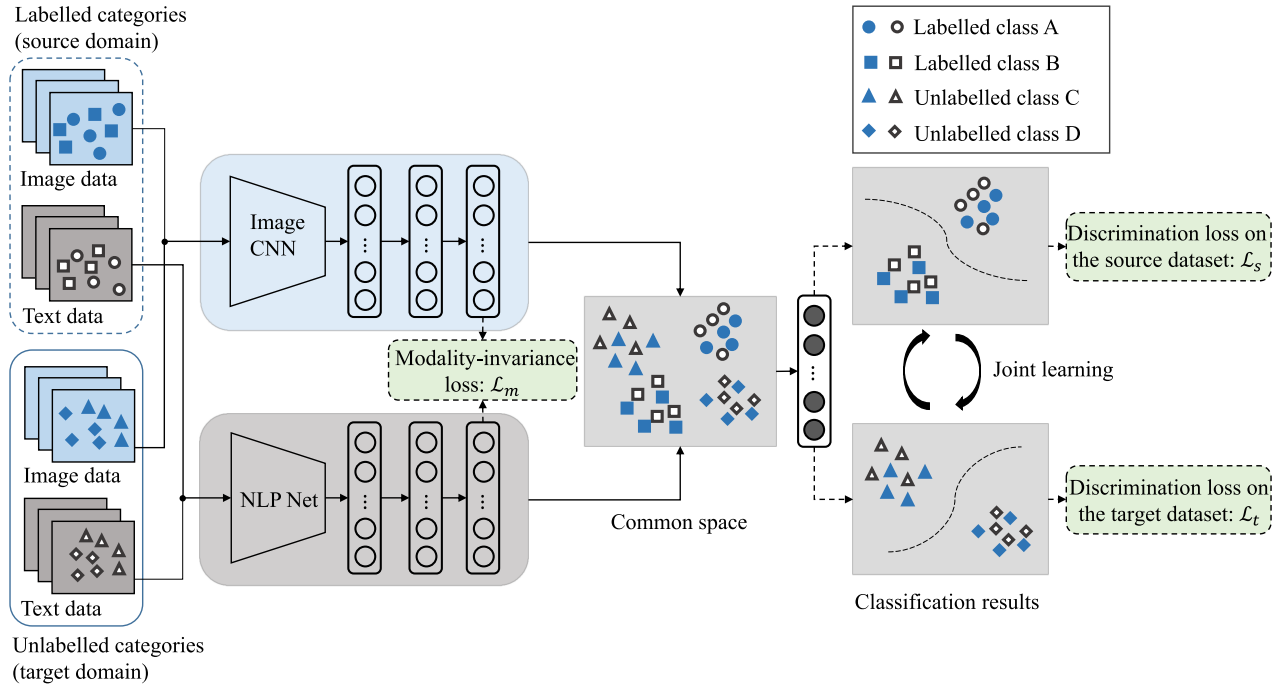 Labelled categories
(source domain)
Image data
Text data
Image data
Text data
Unlabelled categories
(target domain)
Image
CNN
Modality-invariance
loss: ℒₘ
NLP Net
Common space
Labelled class A
Labelled class B
Unlabelled class C
Unlabelled class D
Discrimination loss on
the source dataset: ℒₛ
Joint learning
Discrimination loss on
the target dataset: ℒₜ
Classification results